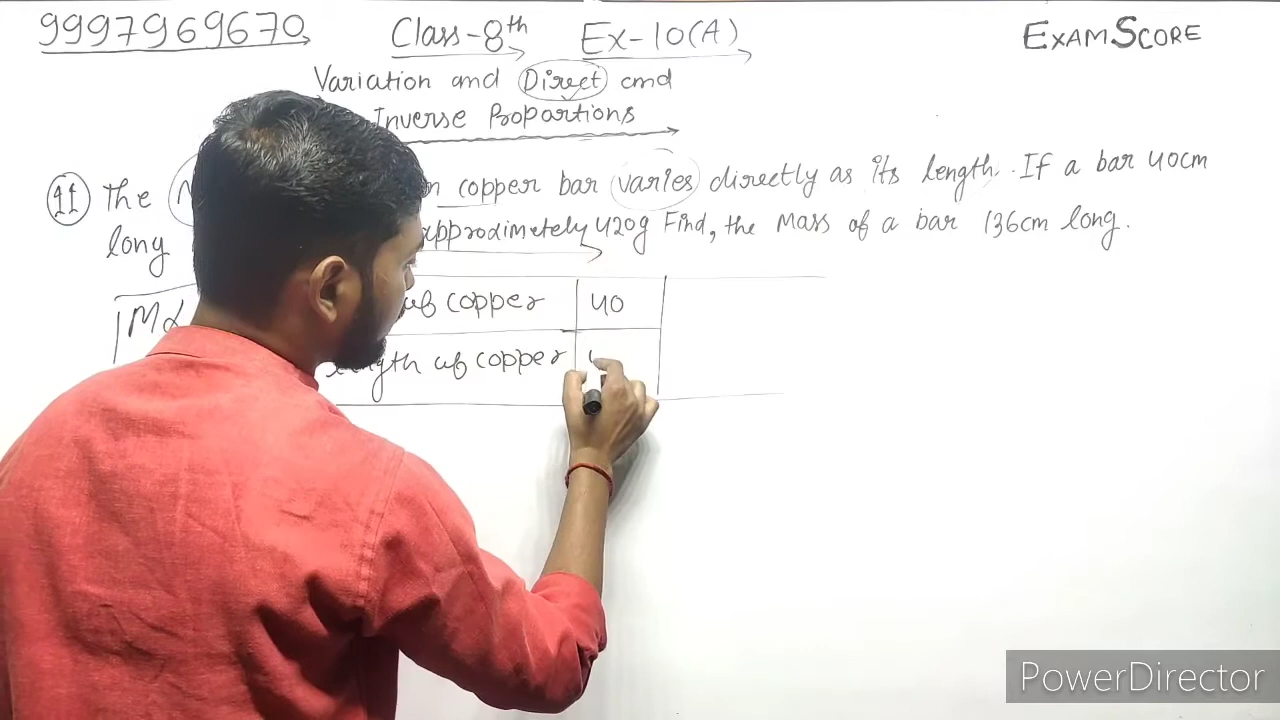 9997969670 Class-8th Ex-10(A) EXAMSCORE
Variation and Direct and
Inverse Proportions
Q1 The copper bar varies directly as its length. If a bar 40cm
long approximately 420g Find, the Mass of a bar 136cm long.
M∝ of copper 40
length of copper
PowerDirector